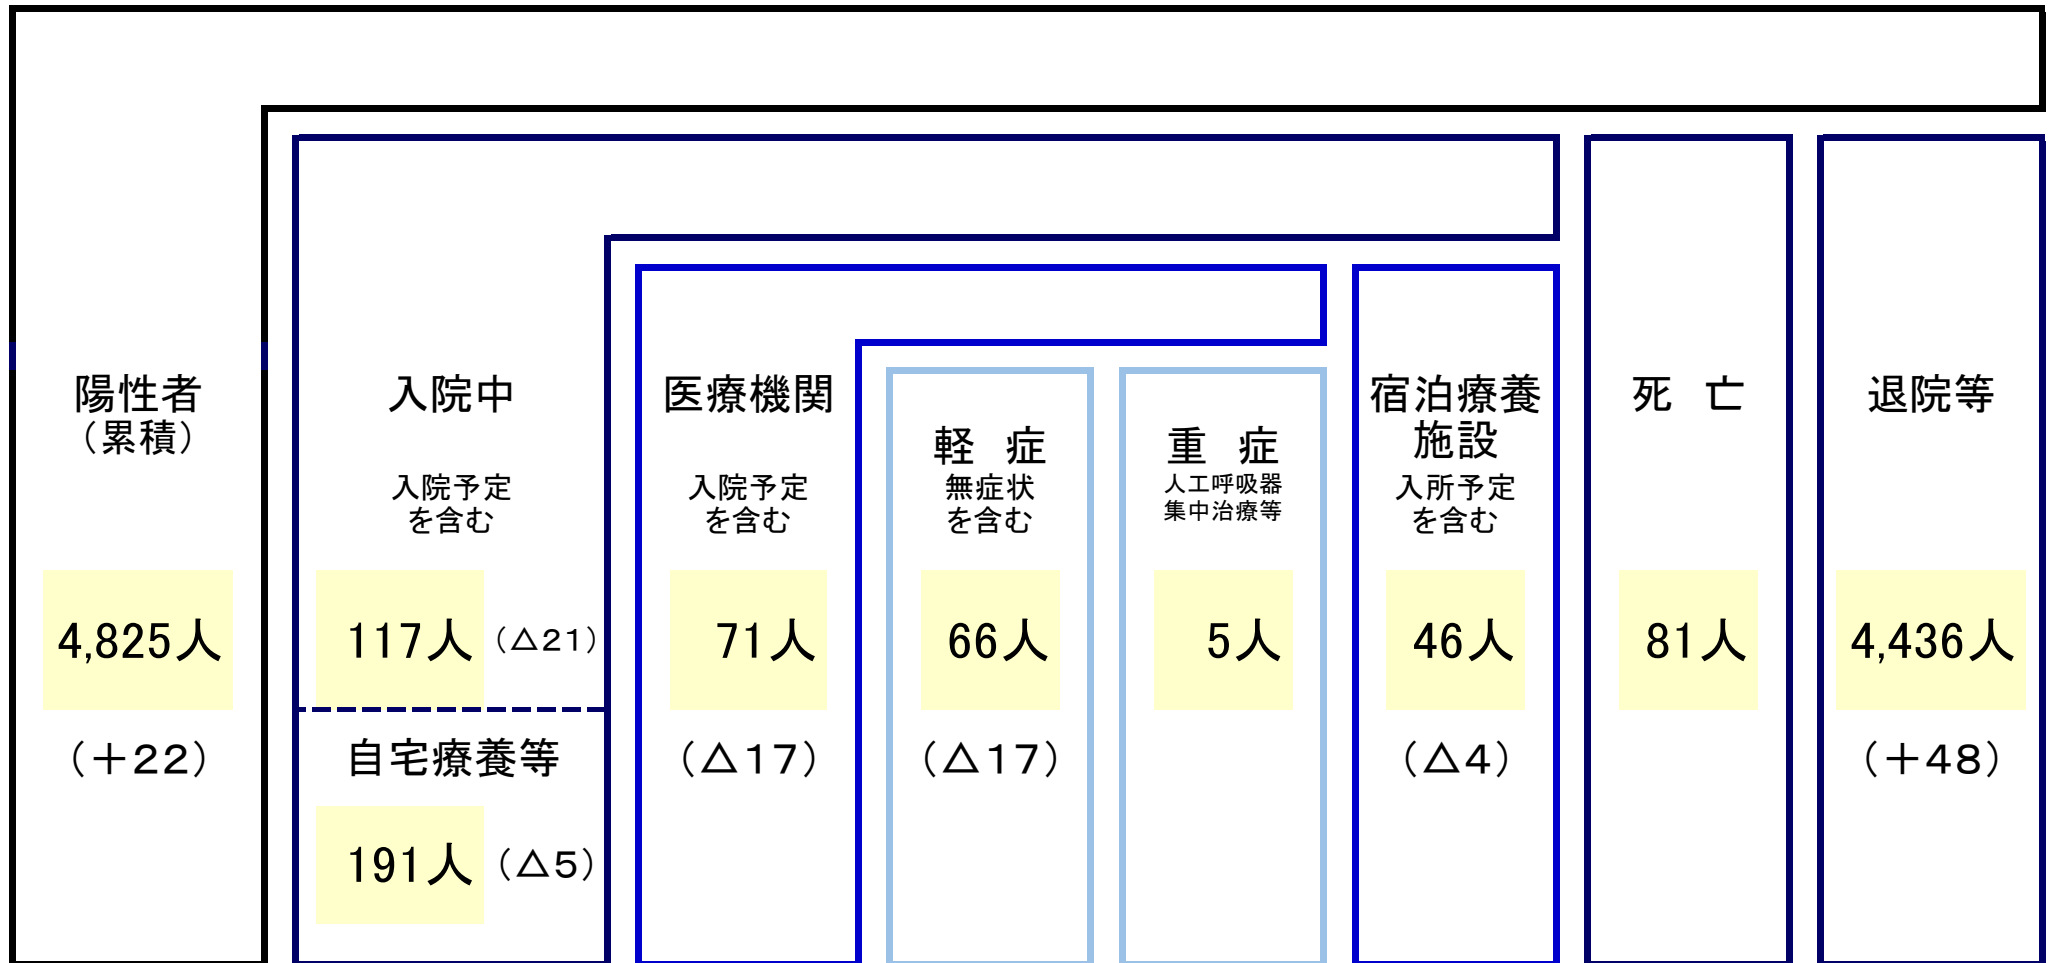 陽性者
（累積）
4,825人
（＋22）
入院中
入院予定
を含む
117人 （△21）
自宅療養等
191人 （△5）
医療機関
入院予定
を含む
71人
（△17）
軽 症
無症状
を含む
66人
（△17）
重 症
人工呼吸器
集中治療等
5人
宿泊療養
施設
入所予定
を含む
46人
（△4）
死 亡
81人
退院等
4,436人
（＋48）